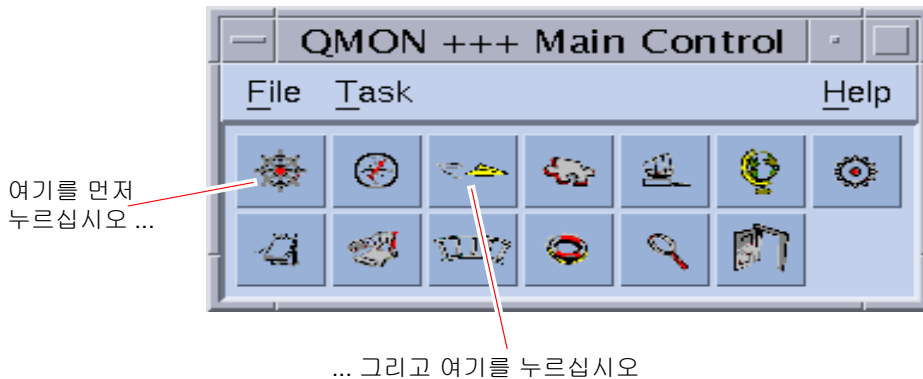 QMON +++ Main Control
File Task Help
여기를 먼저
누르십시오 ...
... 그리고 여기를 누르십시오